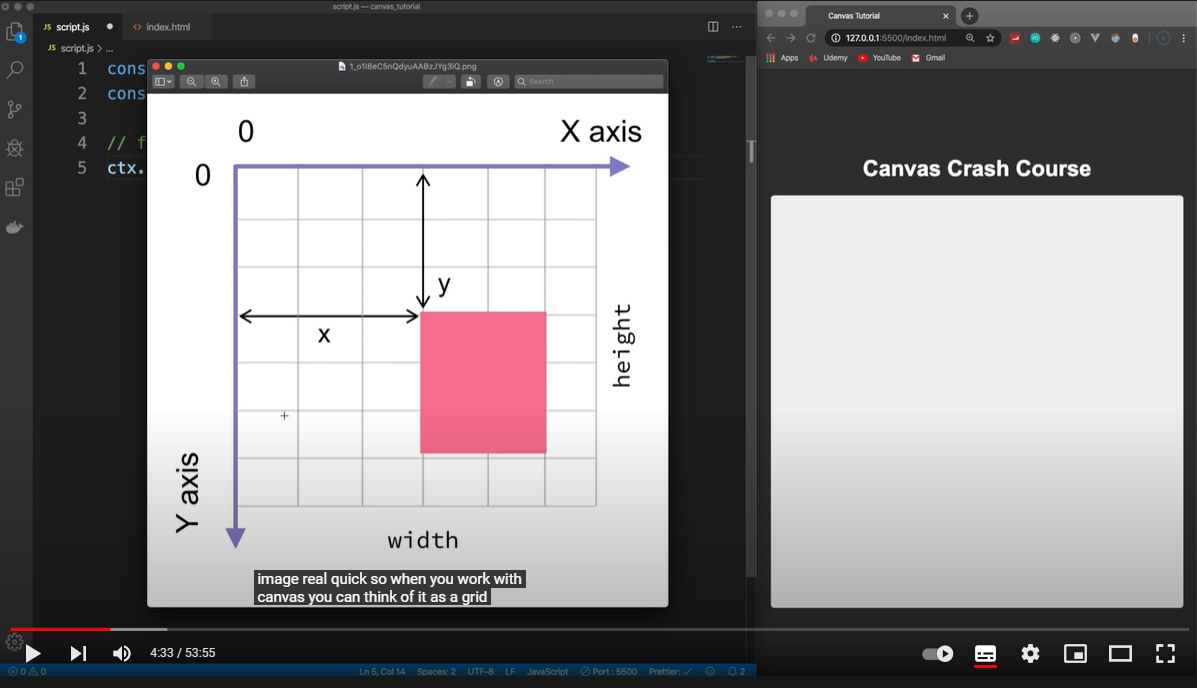 script.js — canvas_tutorial
JS script.js
<> index.html
JS script.js > ...
1 cons
2 cons
3
4 // f
5 ctx.
1
1_o1I8eC5nQdyuAABzJYg3iQ.png
Search
0
X axis
0
y
x
height
Y axis
width
image real quick so when you work with
canvas you can think of it as a grid
Canvas Tutorial
127.0.0.1:5500/index.html
Apps
Udemy
YouTube
Gmail
Canvas Crash Course
4:33 / 53:55
0 0
Ln 5, Col 14
Spaces: 2
UTF-8
LF
JavaScript
Port : 5500
Prettier: ✓
2